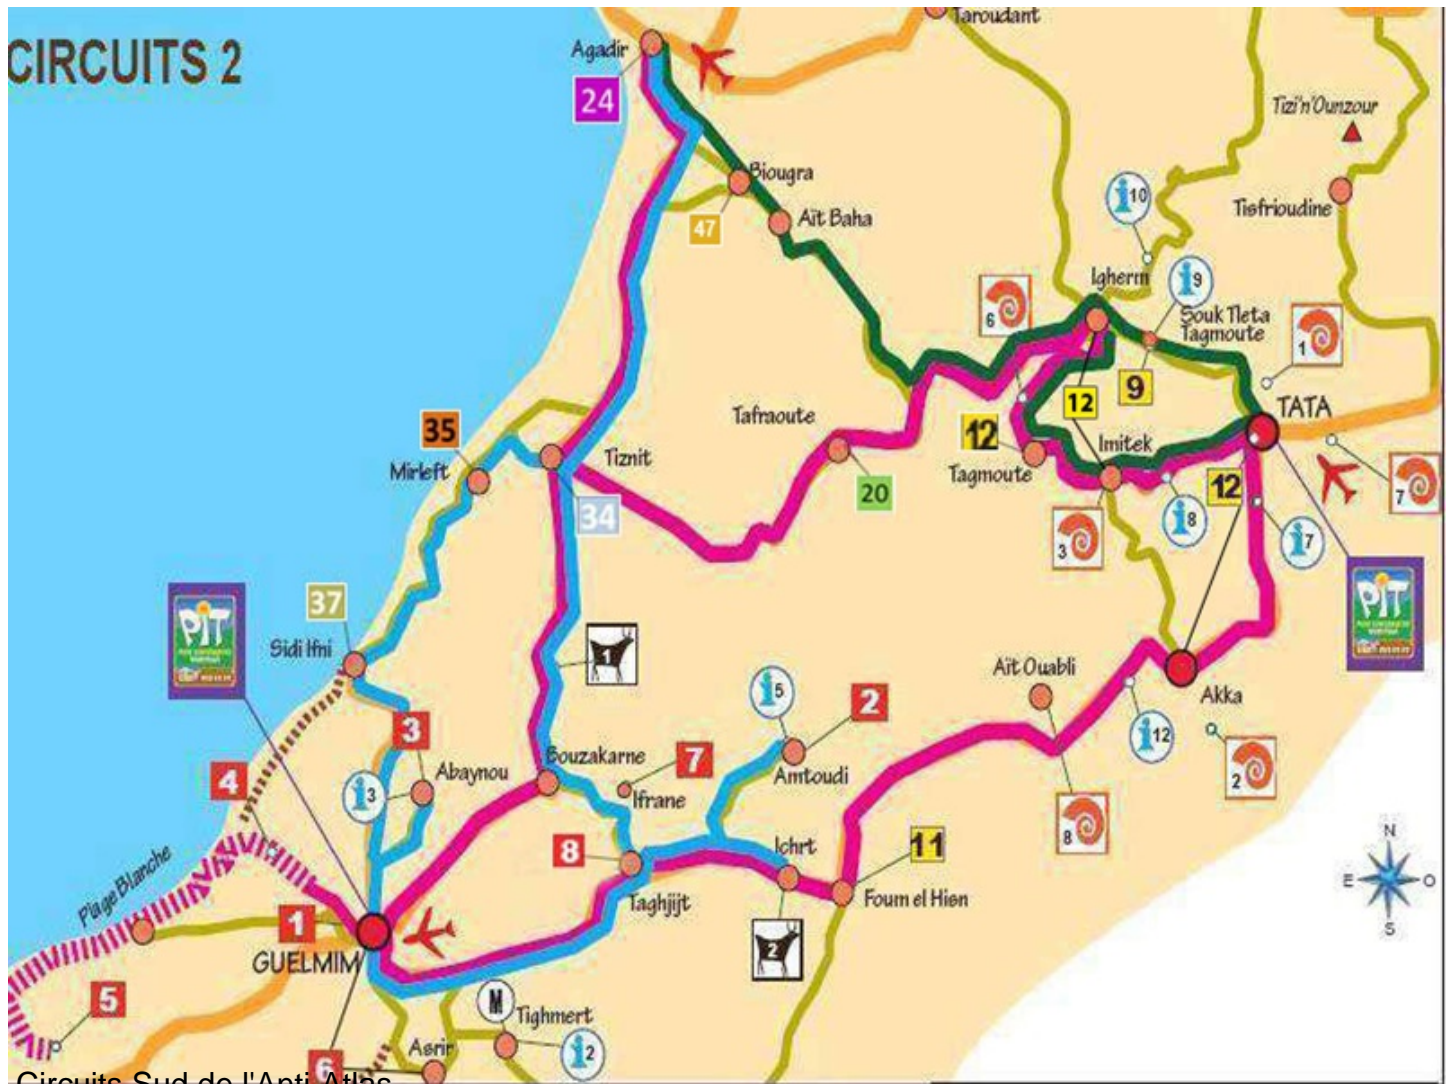 CIRCUITS 2
Taroudant
Agadir
24
Tizi'n'Ounzour
Biougra
10
Tisfrioudine
47
Aït Baha
Igherm
9
6
Souk Tleta
Tagmoute
1
9
12
Tafraoute
TATA
35
12
Imitek
Tiznit
Mirleft
Tagmoute
20
12
7
34
8
3
7
PiT
PiT
37
Sidi Ifni
1
Aït Ouabli
5
2
Akka
3
12
Bouzakarne
7
Abaynou
Amtoudi
4
3
Ifrane
2
8
11
N
8
Ichrt
Plage Blanche
E
O
Taghjijt
Foum el Hisn
1
S
GUELMIM
2
5
M
Tighmert
Asrir
2
6
Circuits Sud de l'Anti-Atlas